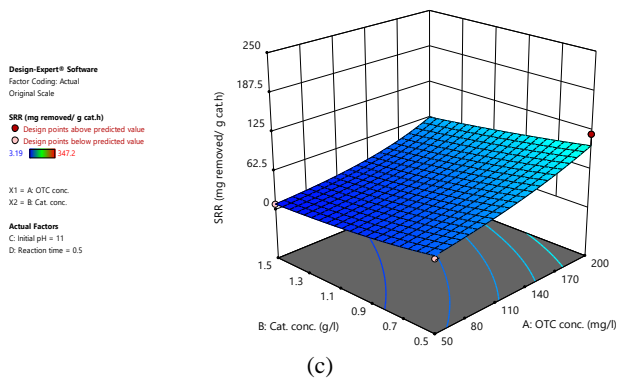 Design-Expert® Software
Factor Coding: Actual
Original Scale
SRR (mg removed/ g cat.h)
Design points above predicted value
Design points below predicted value
3.19 347.2
X1 = A: OTC conc.
X2 = B: Cat. conc.
Actual Factors
C: Initial pH = 11
D: Reaction time = 0.5
SRR (mg removed/ g cat.h)
250
187.5
125
62.5
0
1.5
1.3
1.1
0.9
0.7
0.5
B: Cat. conc. (g/l)
50
80
110
140
170
200
A: OTC conc. (mg/l)
(c)